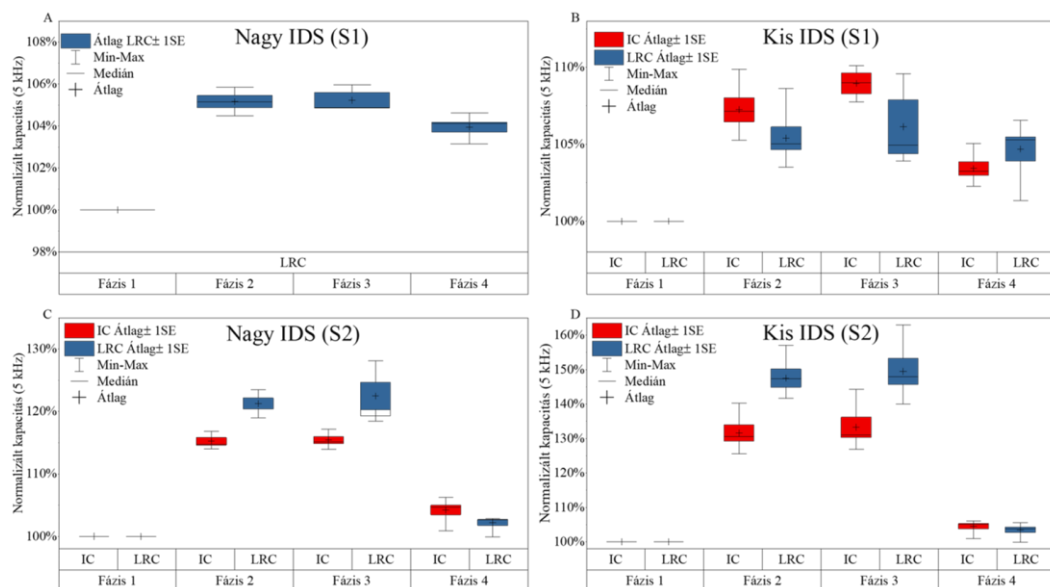 A
Nagy IDS (S1)
Átlag LRC± 1SE
Min-Max
Medián
Átlag
Normalizált kapacitás (5 kHz)
108%
106%
104%
102%
100%
98%
LRC
Fázis 1 Fázis 2 Fázis 3 Fázis 4
B
Kis IDS (S1)
IC Átlag± 1SE
LRC Átlag± 1SE
Min-Max
Medián
Átlag
Normalizált kapacitás (5 kHz)
110%
105%
100%
IC LRC IC LRC IC LRC IC LRC
Fázis 1 Fázis 2 Fázis 3 Fázis 4
C
Nagy IDS (S2)
IC Átlag± 1SE
LRC Átlag± 1SE
Min-Max
Medián
Átlag
Normalizált kapacitás (5 kHz)
130%
120%
110%
100%
IC LRC IC LRC IC LRC IC LRC
Fázis 1 Fázis 2 Fázis 3 Fázis 4
D
Kis IDS (S2)
IC Átlag± 1SE
LRC Átlag± 1SE
Min-Max
Medián
Átlag
Normalizált kapacitás (5 kHz)
160%
150%
140%
130%
120%
110%
100%
IC LRC IC LRC IC LRC IC LRC
Fázis 1 Fázis 2 Fázis 3 Fázis 4